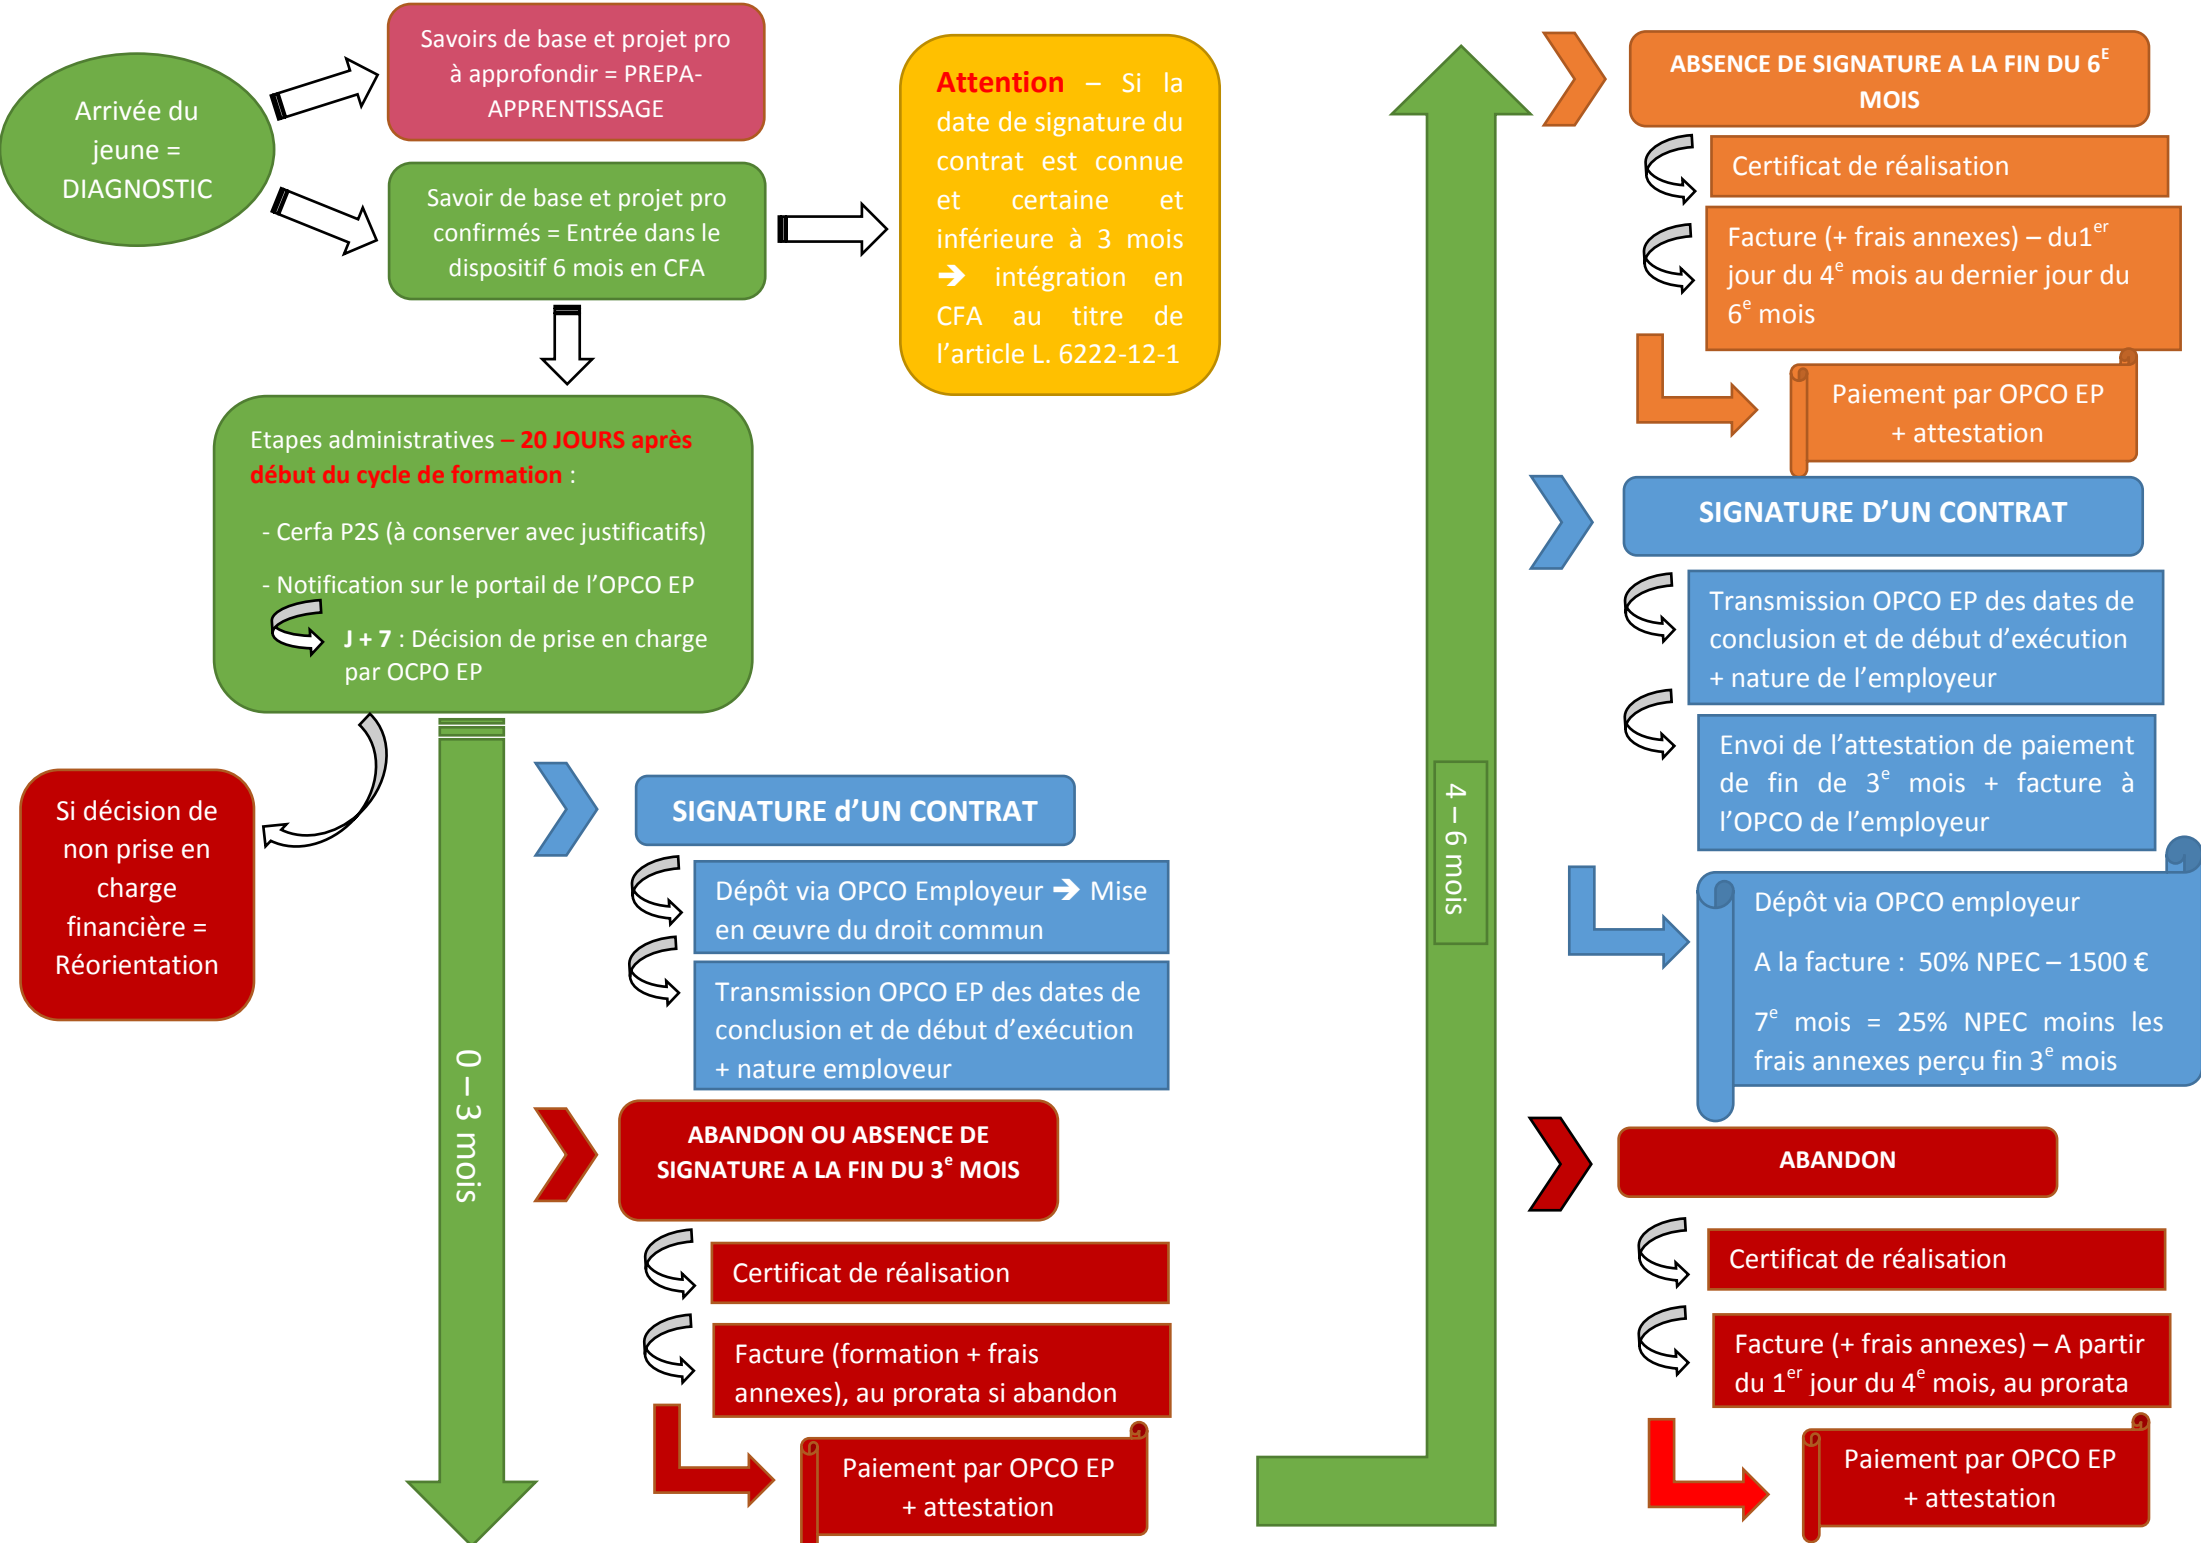 Arrivée du
jeune =
DIAGNOSTIC
Savoirs de base et projet pro
à approfondir = PREPA-
APPRENTISSAGE
Savoir de base et projet pro
confirmés = Entrée dans le
dispositif 6 mois en CFA
Attention – Si la
date de signature du
contrat est connue
et certaine et
inférieure à 3 mois
➔ intégration en
CFA au titre de
l’article L. 6222-12-1
Etapes administratives – 20 JOURS après
début du cycle de formation :
- Cerfa P2S (à conserver avec justificatifs)
- Notification sur le portail de l’OPCO EP
J + 7 : Décision de prise en charge
par OCPO EP
Si décision de
non prise en
charge
financière =
Réorientation
0 – 3 mois
SIGNATURE d’UN CONTRAT
Dépôt via OPCO Employeur ➔ Mise
en œuvre du droit commun
Transmission OPCO EP des dates de
conclusion et de début d’exécution
+ nature employeur
ABANDON OU ABSENCE DE
SIGNATURE A LA FIN DU 3e MOIS
Certificat de réalisation
Facture (formation + frais
annexes), au prorata si abandon
Paiement par OPCO EP
+ attestation
4 – 6 mois
ABSENCE DE SIGNATURE A LA FIN DU 6E
MOIS
Certificat de réalisation
Facture (+ frais annexes) – du1er
jour du 4e mois au dernier jour du
6e mois
Paiement par OPCO EP
+ attestation
SIGNATURE D’UN CONTRAT
Transmission OPCO EP des dates de
conclusion et de début d’exécution
+ nature de l’employeur
Envoi de l’attestation de paiement
de fin de 3e mois + facture à
l’OPCO de l’employeur
Dépôt via OPCO employeur
A la facture : 50% NPEC – 1500 €
7e mois = 25% NPEC moins les
frais annexes perçu fin 3e mois
ABANDON
Certificat de réalisation
Facture (+ frais annexes) – A partir
du 1er jour du 4e mois, au prorata
Paiement par OPCO EP
+ attestation